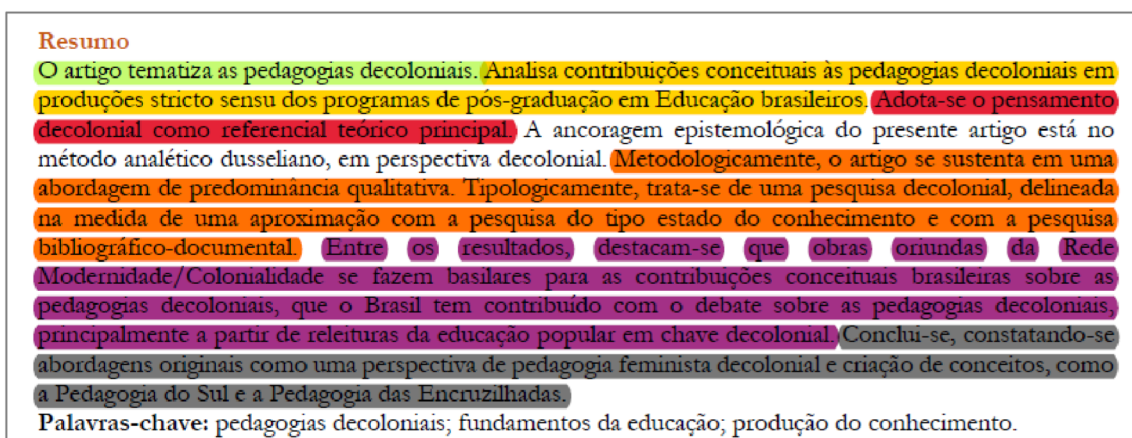 Resumo
O artigo tematiza as pedagogias decoloniais. Analisa contribuições conceituais às pedagogias decoloniais em
produções stricto sensu dos programas de pós-graduação em Educação brasileiros. Adota-se o pensamento
decolonial como referencial teórico principal. A ancoragem epistemológica do presente artigo está no
método analético dusseliano, em perspectiva decolonial. Metodologicamente, o artigo se sustenta em uma
abordagem de predominância qualitativa. Tipologicamente, trata-se de uma pesquisa decolonial, delineada
na medida de uma aproximação com a pesquisa do tipo estado do conhecimento e com a pesquisa
bibliográfico-documental. Entre os resultados, destacam-se que obras oriundas da Rede
Modernidade/Colonialidade se fazem basilares para as contribuições conceituais brasileiras sobre as
pedagogias decoloniais, que o Brasil tem contribuído com o debate sobre as pedagogias decoloniais,
principalmente a partir de releituras da educação popular em chave decolonial. Conclui-se, constatando-se
abordagens originais como uma perspectiva de pedagogia feminista decolonial e criação de conceitos, como
a Pedagogia do Sul e a Pedagogia das Encruzilhadas.
Palavras-chave: pedagogias decoloniais; fundamentos da educação; produção do conhecimento.